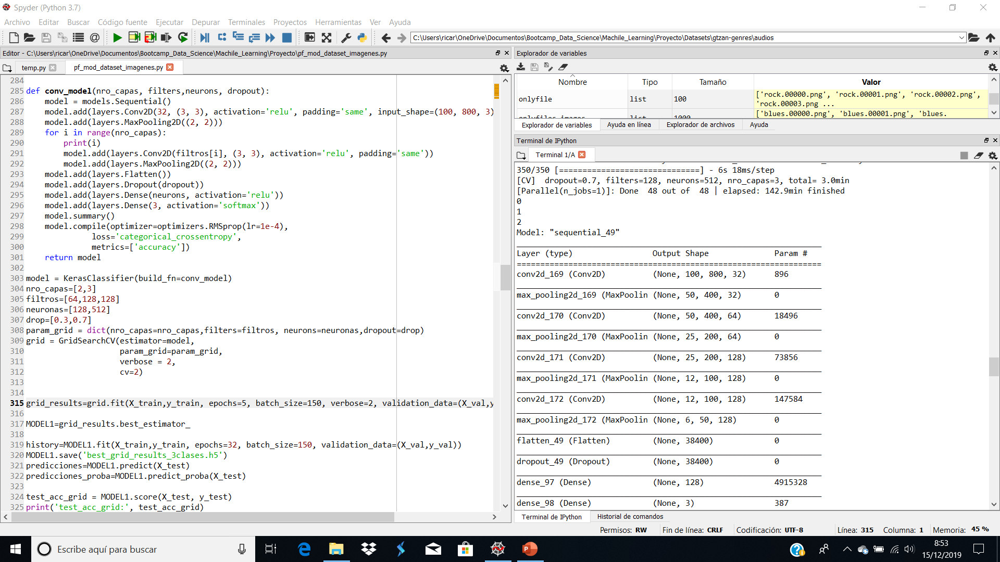 Spyder (Python 3.7)
Archivo Editar Buscar Código fuente Ejecutar Depurar Terminales Proyectos Herramientas Ver Ayuda
C:\Users\ricar\OneDrive\Documentos\Bootcamp_Data_Science\Machile_Learning\Proyecto\Datasets\gtzan-genres\audios
Editor - C:\Users\ricar\OneDrive\Documentos\Bootcamp_Data_Science\Machile_Learning\Proyecto\pf_mod_dataset_imagenes.py
temp.py pf_mod_dataset_imagenes.py
284
285 def conv_model(nro_capas, filters,neurons, dropout):
286 model = models.Sequential()
287 model.add(layers.Conv2D(32, (3, 3), activation='relu', padding='same', input_shape=(100, 800, 3)
288 model.add(layers.MaxPooling2D((2, 2)))
289 for i in range(nro_capas):
290 print(i)
291 model.add(layers.Conv2D(filtros[i], (3, 3), activation='relu', padding='same'))
292 model.add(layers.MaxPooling2D((2, 2)))
293 model.add(layers.Flatten())
294 model.add(layers.Dropout(dropout))
295 model.add(layers.Dense(neurons, activation='relu'))
296 model.add(layers.Dense(3, activation='softmax'))
297 model.summary()
298 model.compile(optimizer=optimizers.RMSprop(lr=1e-4),
299 loss='categorical_crossentropy',
300 metrics=['accuracy'])
301 return model
302
303 model = KerasClassifier(build_fn=conv_model)
304 nro_capas=[2,3]
305 filtros=[64,128,128]
306 neuronas=[128,512]
307 drop=[0.3,0.7]
308 param_grid = dict(nro_capas=nro_capas,filters=filtros, neurons=neuronas,dropout=drop)
309 grid = GridSearchCV(estimator=model,
310 param_grid=param_grid,
311 verbose = 2,
312 cv=2)
313
314
315 grid_results=grid.fit(X_train,y_train, epochs=5, batch_size=150, verbose=2, validation_data=(X_val,y
316
317 MODEL1=grid_results.best_estimator_
318
319 history=MODEL1.fit(X_train,y_train, epochs=32, batch_size=150, validation_data=(X_val,y_val))
320 MODEL1.save('best_grid_results_3clases.h5')
321 predicciones=MODEL1.predict(X_test)
322 predicciones_proba=MODEL1.predict_proba(X_test)
323
324 test_acc_grid = MODEL1.score(X_test, y_test)
325 print('test_acc_grid:', test_acc_grid)
Explorador de variables
Nombre Tipo Tamaño Valor
onlyfile list 100 ['rock.00000.png', 'rock.00001.png', 'rock.00002.png',
'rock.00003.png ...
onlyfiles_images list 1000 ['blues.00000.png', 'blues.00001.png', 'blues.
Explorador de variables Ayuda en línea Explorador de archivos Ayuda
Terminal de IPython
Terminal 1/A
350/350 [==============================] - 6s 18ms/step
[CV] dropout=0.7, filters=128, neurons=512, nro_capas=3, total= 3.0min
[Parallel(n_jobs=1)]: Done 48 out of 48 | elapsed: 142.9min finished
0
1
2
Model: "sequential_49"
Layer (type) Output Shape Param #
=================================================================
conv2d_169 (Conv2D) (None, 100, 800, 32) 896
max_pooling2d_169 (MaxPoolin (None, 50, 400, 32) 0
conv2d_170 (Conv2D) (None, 50, 400, 64) 18496
max_pooling2d_170 (MaxPoolin (None, 25, 200, 64) 0
conv2d_171 (Conv2D) (None, 25, 200, 128) 73856
max_pooling2d_171 (MaxPoolin (None, 12, 100, 128) 0
conv2d_172 (Conv2D) (None, 12, 100, 128) 147584
max_pooling2d_172 (MaxPoolin (None, 6, 50, 128) 0
flatten_49 (Flatten) (None, 38400) 0
dropout_49 (Dropout) (None, 38400) 0
dense_97 (Dense) (None, 128) 4915328
dense_98 (Dense) (None, 3) 387
Terminal de IPython Historial de comandos
Permisos: RW Fin de línea: CRLF Codificación: UTF-8 Línea: 315 Columna: 1 Memoria: 45 %
Escribe aquí para buscar
8:53
15/12/2019